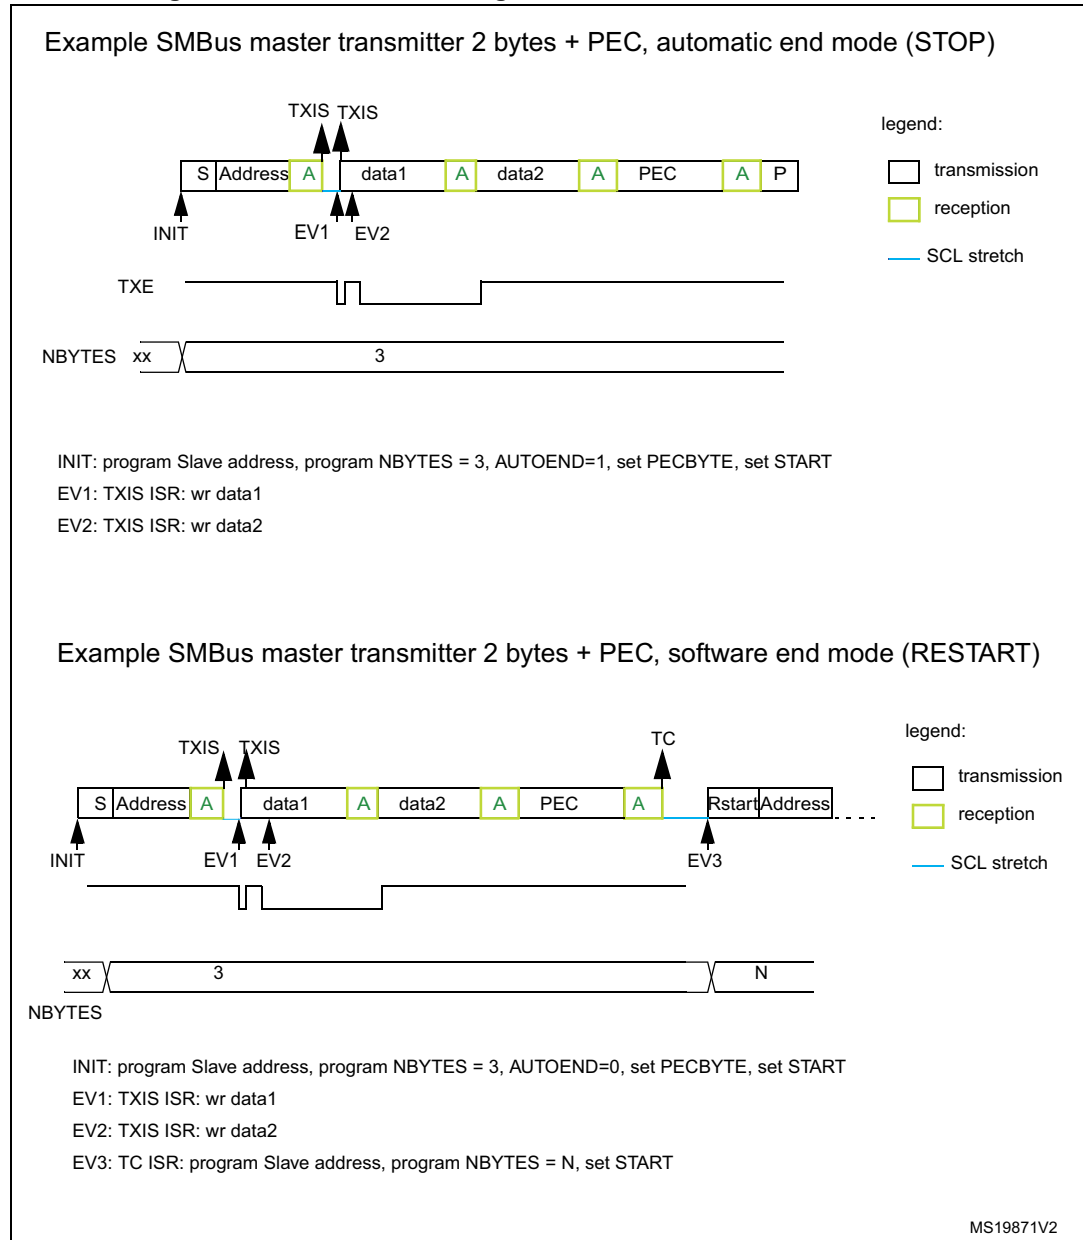 Example SMBus master transmitter 2 bytes + PEC, automatic end mode (STOP)
TXIS TXIS
legend:
S Address A data1 A data2 A PEC A P
transmission
reception
INIT EV1 EV2
SCL stretch
TXE
NBYTES xx 3
INIT: program Slave address, program NBYTES = 3, AUTOEND=1, set PECBYTE, set START
EV1: TXIS ISR: wr data1
EV2: TXIS ISR: wr data2
Example SMBus master transmitter 2 bytes + PEC, software end mode (RESTART)
TXIS TXIS TC
legend:
transmission
S Address A data1 A data2 A PEC A Rstart Address
reception
INIT EV1 EV2 EV3
SCL stretch
xx 3 N
NBYTES
INIT: program Slave address, program NBYTES = 3, AUTOEND=0, set PECBYTE, set START
EV1: TXIS ISR: wr data1
EV2: TXIS ISR: wr data2
EV3: TC ISR: program Slave address, program NBYTES = N, set START
MS19871V2